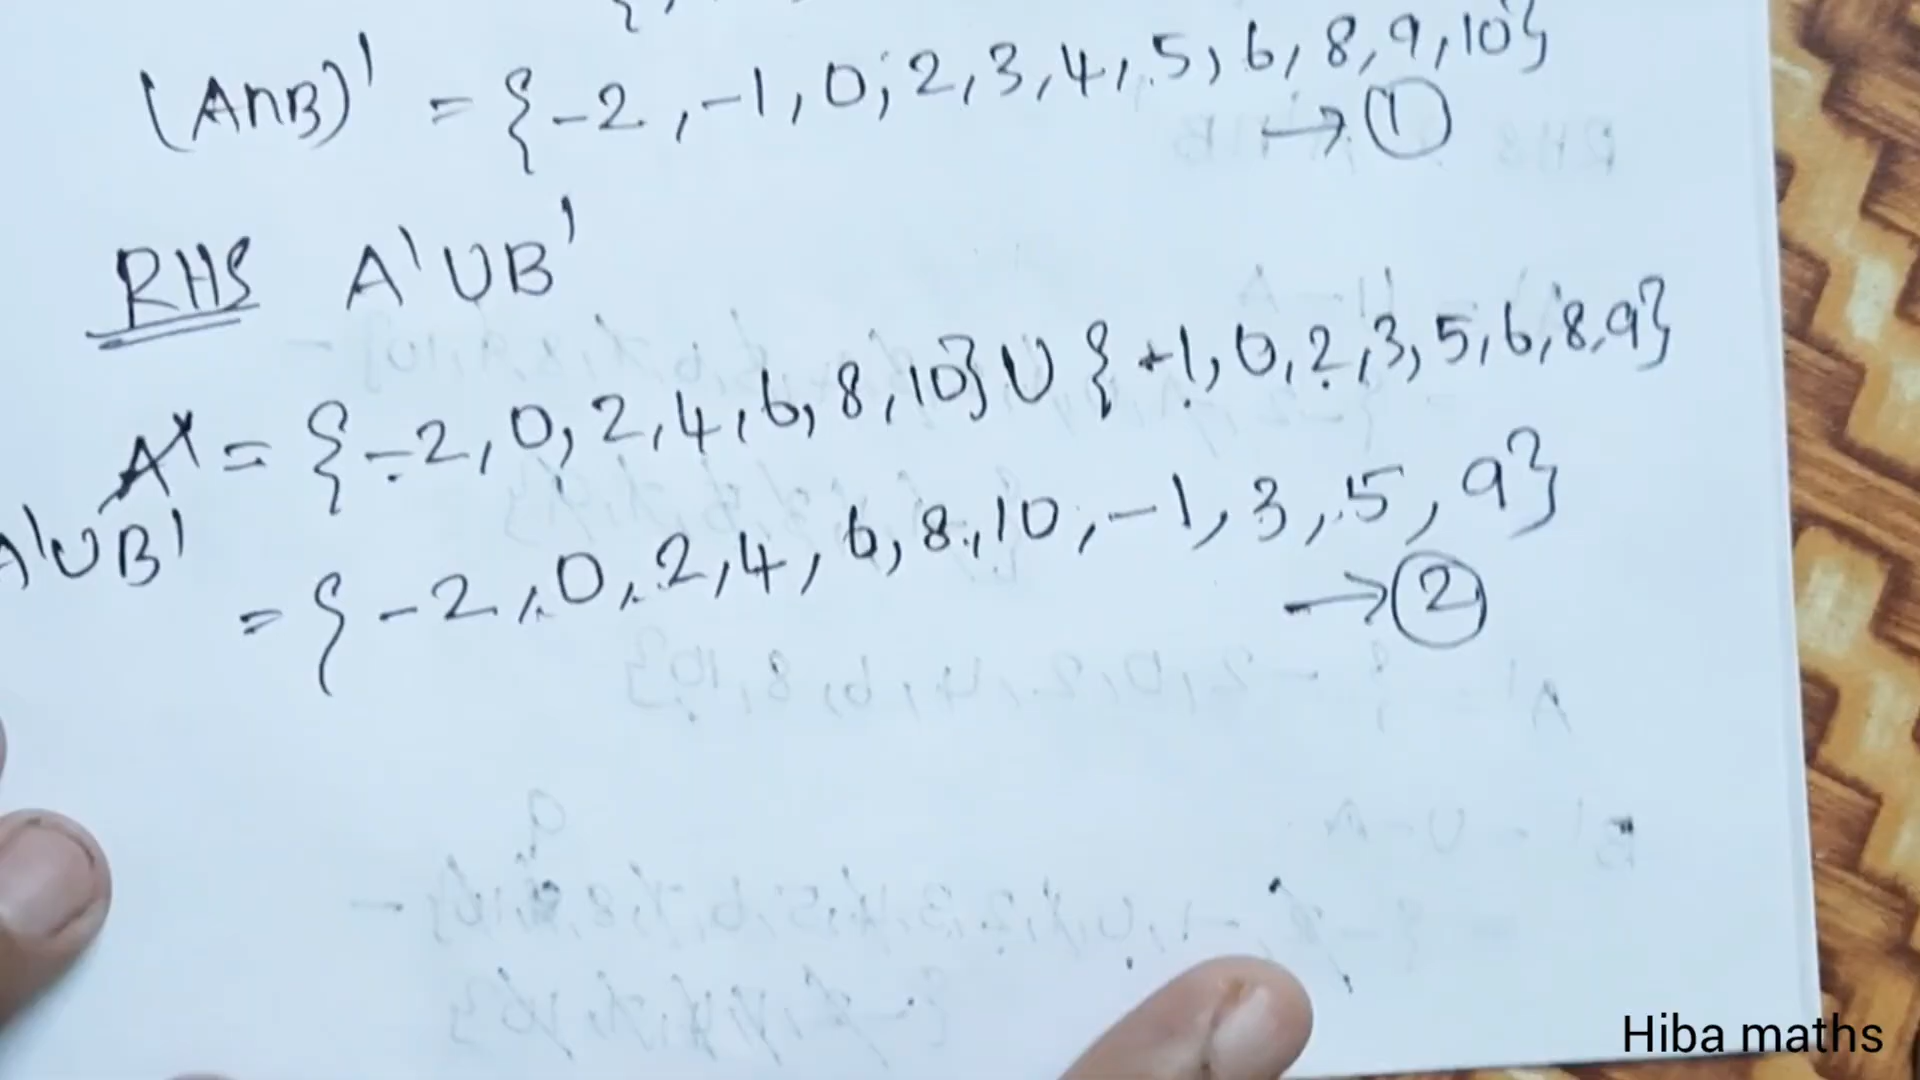 (A∩B)' = {-2, -1, 0, 2, 3, 4, 5, 6, 8, 9, 10}
→ ①
RHS A'∪B'
A' = {-2, 0, 2, 4, 6, 8, 10} ∪ {-1, 0, 2, 3, 5, 6, 8, 9}
A'∪B'
= {-2, 0, 2, 4, 6, 8, 10, -1, 3, 5, 9}
→ ②
Hiba maths